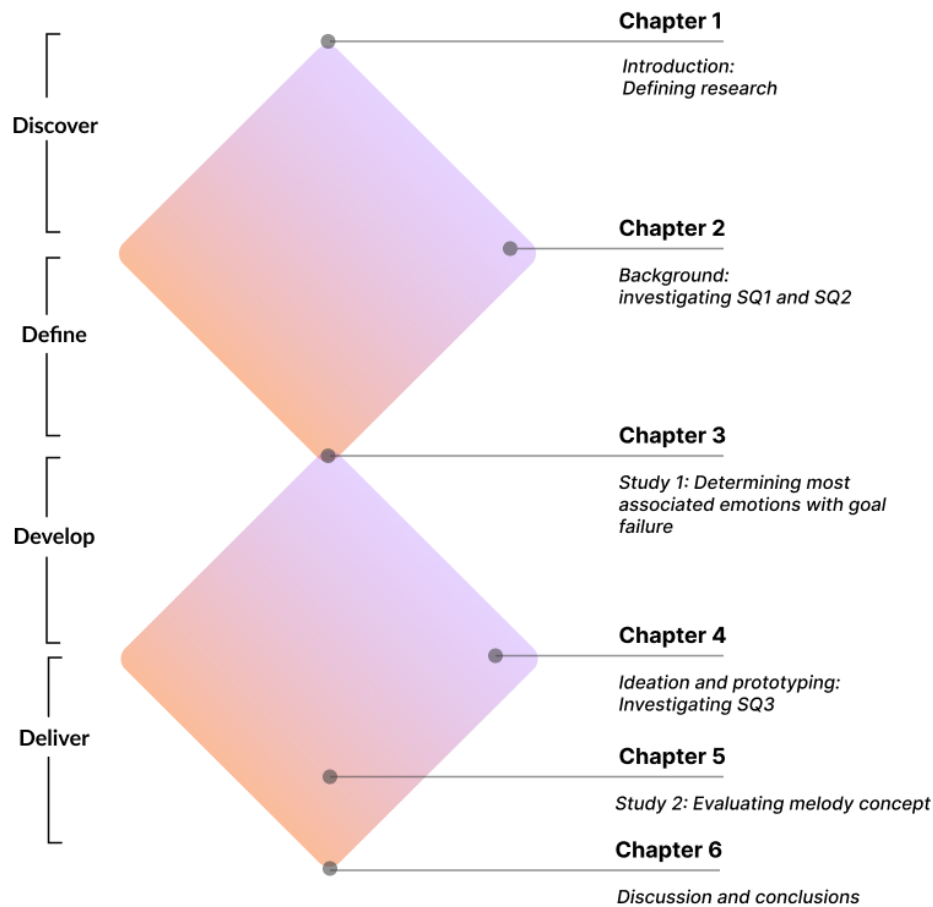 Chapter 1
Introduction:
Defining research
Discover
Chapter 2
Background:
investigating SQ1 and SQ2
Define
Chapter 3
Study 1: Determining most
associated emotions with goal
failure
Develop
Chapter 4
Ideation and prototyping:
Investigating SQ3
Deliver
Chapter 5
Study 2: Evaluating melody concept
Chapter 6
Discussion and conclusions